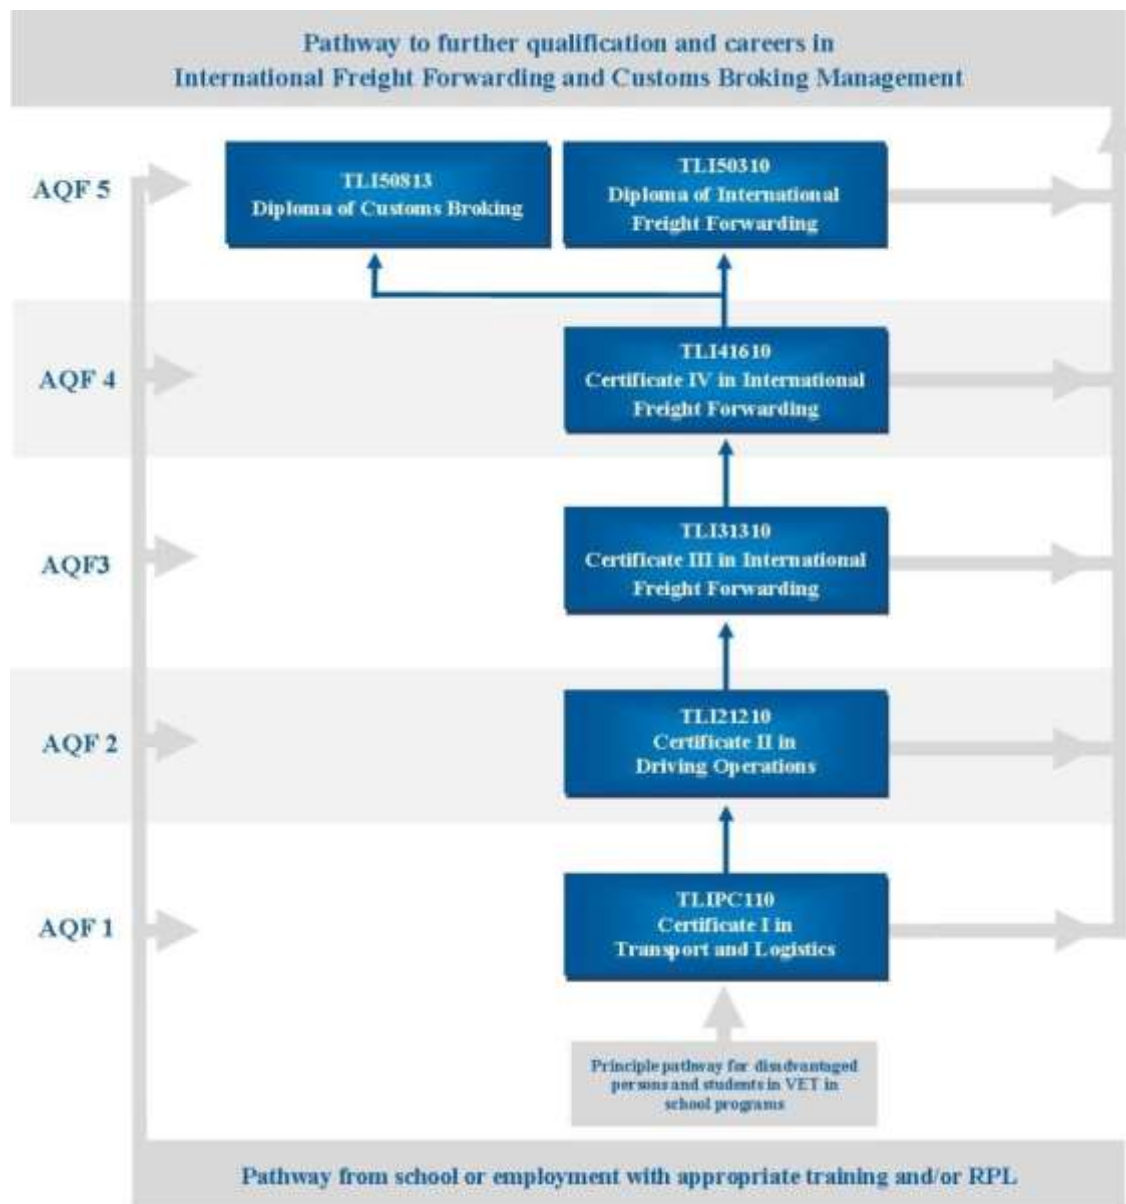 Pathway to further qualification and careers in
International Freight Forwarding and Customs Broking Management
AQF 5
TLI50813
Diploma of Customs Broking
TLI50310
Diploma of International
Freight Forwarding
AQF 4
TLI41610
Certificate IV in International
Freight Forwarding
AQF3
TLI31310
Certificate III in International
Freight Forwarding
AQF 2
TLI21210
Certificate II in
Driving Operations
AQF 1
TLIPC110
Certificate I in
Transport and Logistics
Principle pathway for disadvantaged
persons and students in VET in
school programs
Pathway from school or employment with appropriate training and/or RPL